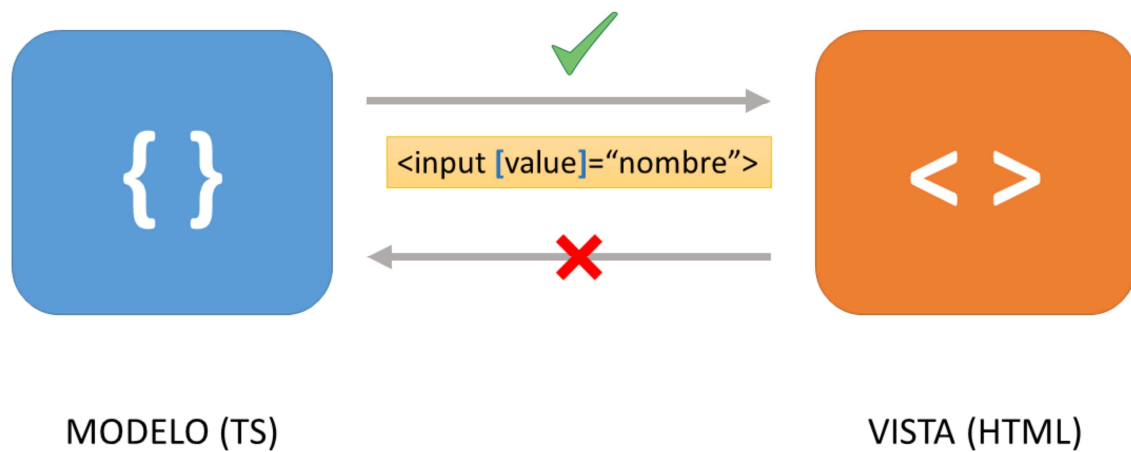 { }
<input [value]=“nombre”>
< >
MODELO (TS)
VISTA (HTML)